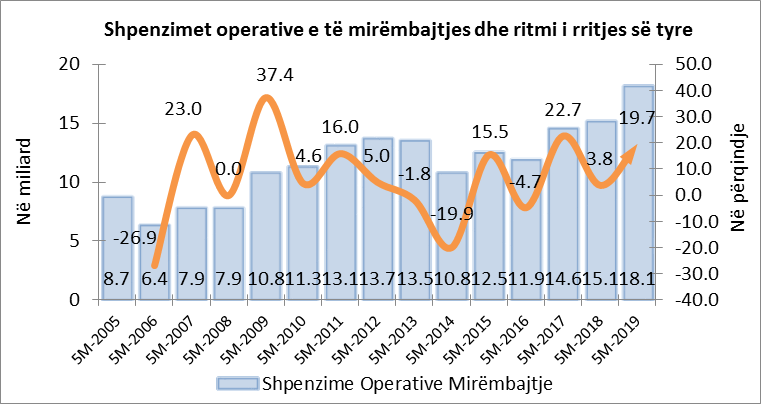 Shpenzimet operative e të mirëmbajtjes dhe ritmi i rritjes së tyre
Në miliard
20
15
10
5
0
50.0
40.0
30.0
20.0
10.0
0.0
-10.0
-20.0
-30.0
-40.0
Në përqindje
-26.9
23.0
0.0
37.4
4.6
16.0
5.0
-1.8
-19.9
15.5
-4.7
22.7
3.8
19.7
8.7 6.4 7.9 7.9 10.8 11.3 13.1 13.7 13.5 10.8 12.5 11.9 14.6 15.1 18.1
5M-2005
5M-2006
5M-2007
5M-2008
5M-2009
5M-2010
5M-2011
5M-2012
5M-2013
5M-2014
5M-2015
5M-2016
5M-2017
5M-2018
5M-2019
Shpenzime Operative Mirëmbajtje